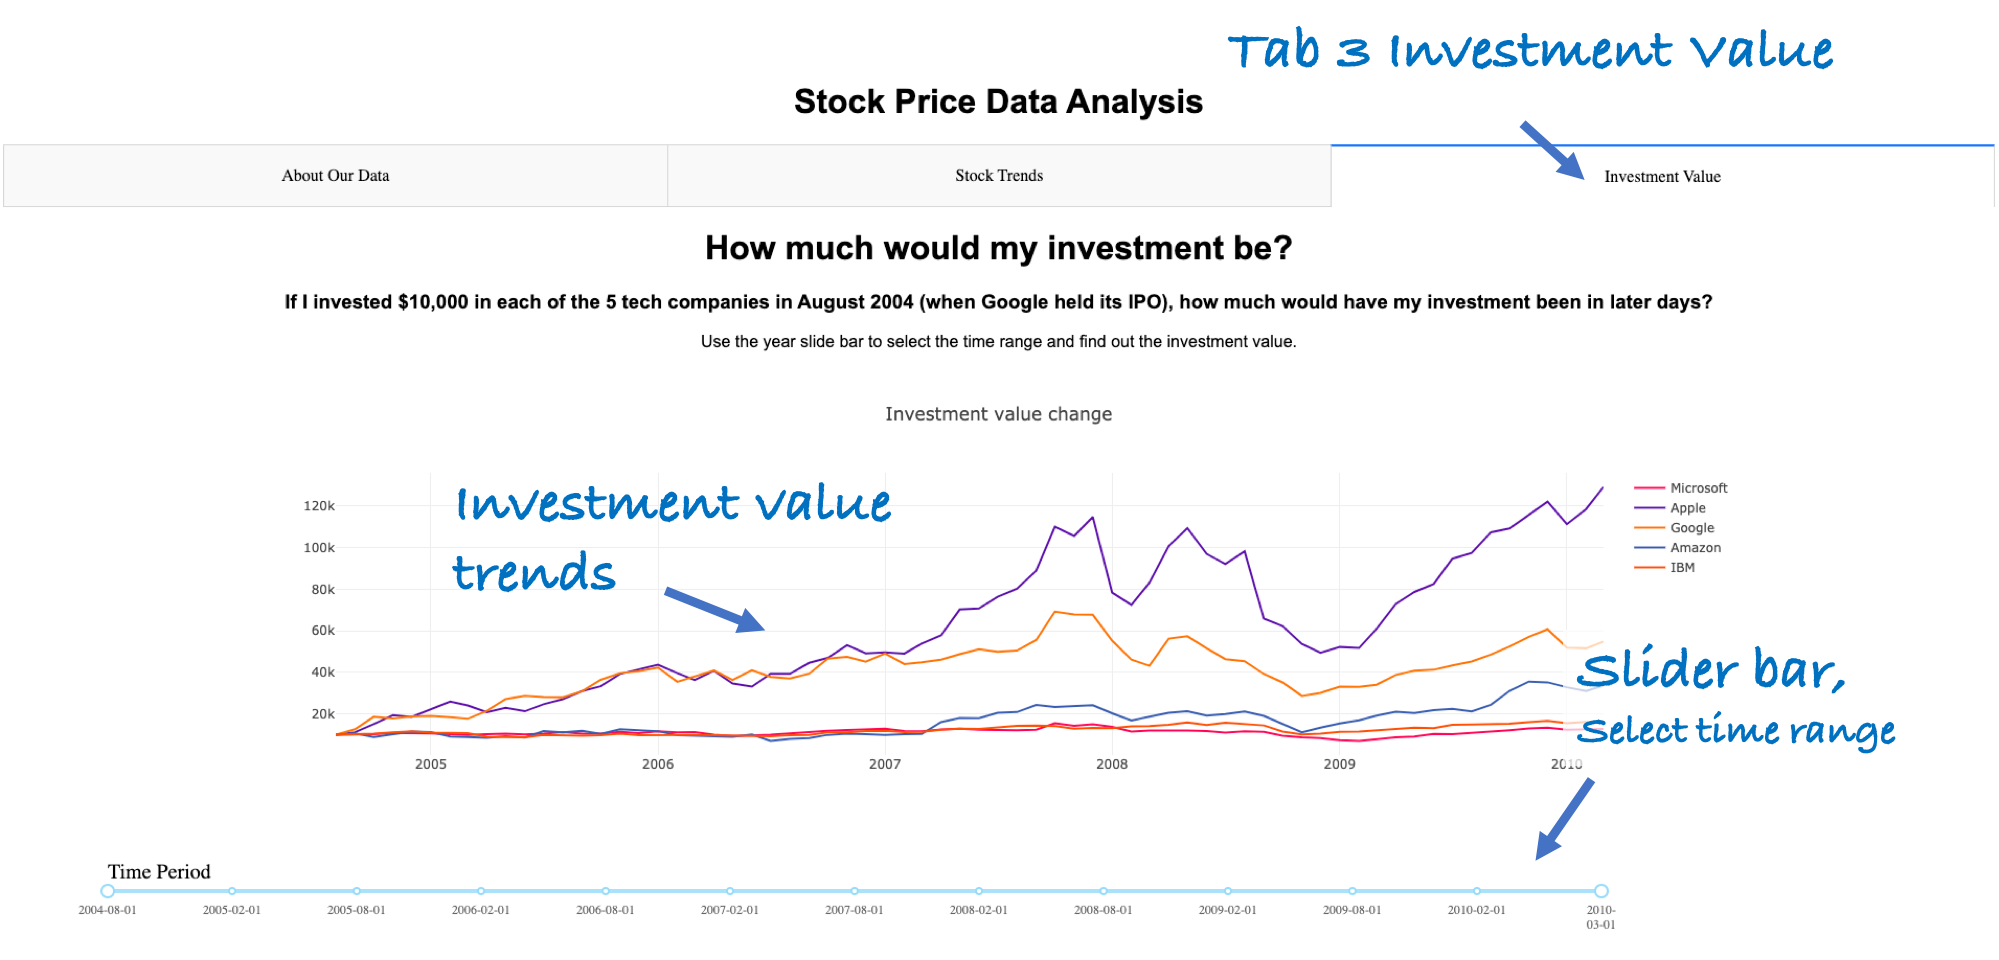 Tab 3 Investment Value
Stock Price Data Analysis
About Our Data
Stock Trends
Investment Value
How much would my investment be?
If I invested $10,000 in each of the 5 tech companies in August 2004 (when Google held its IPO), how much would have my investment been in later days?
Use the year slide bar to select the time range and find out the investment value.
Investment value change
Investment value
trends
120k
100k
80k
60k
40k
20k
2005
2006
2007
2008
2009
2010
Microsoft
Apple
Google
Amazon
IBM
Slider bar,
Select time range
Time Period
2004-08-01
2005-02-01
2005-08-01
2006-02-01
2006-08-01
2007-02-01
2007-08-01
2008-02-01
2008-08-01
2009-02-01
2009-08-01
2010-02-01
2010-
03-01